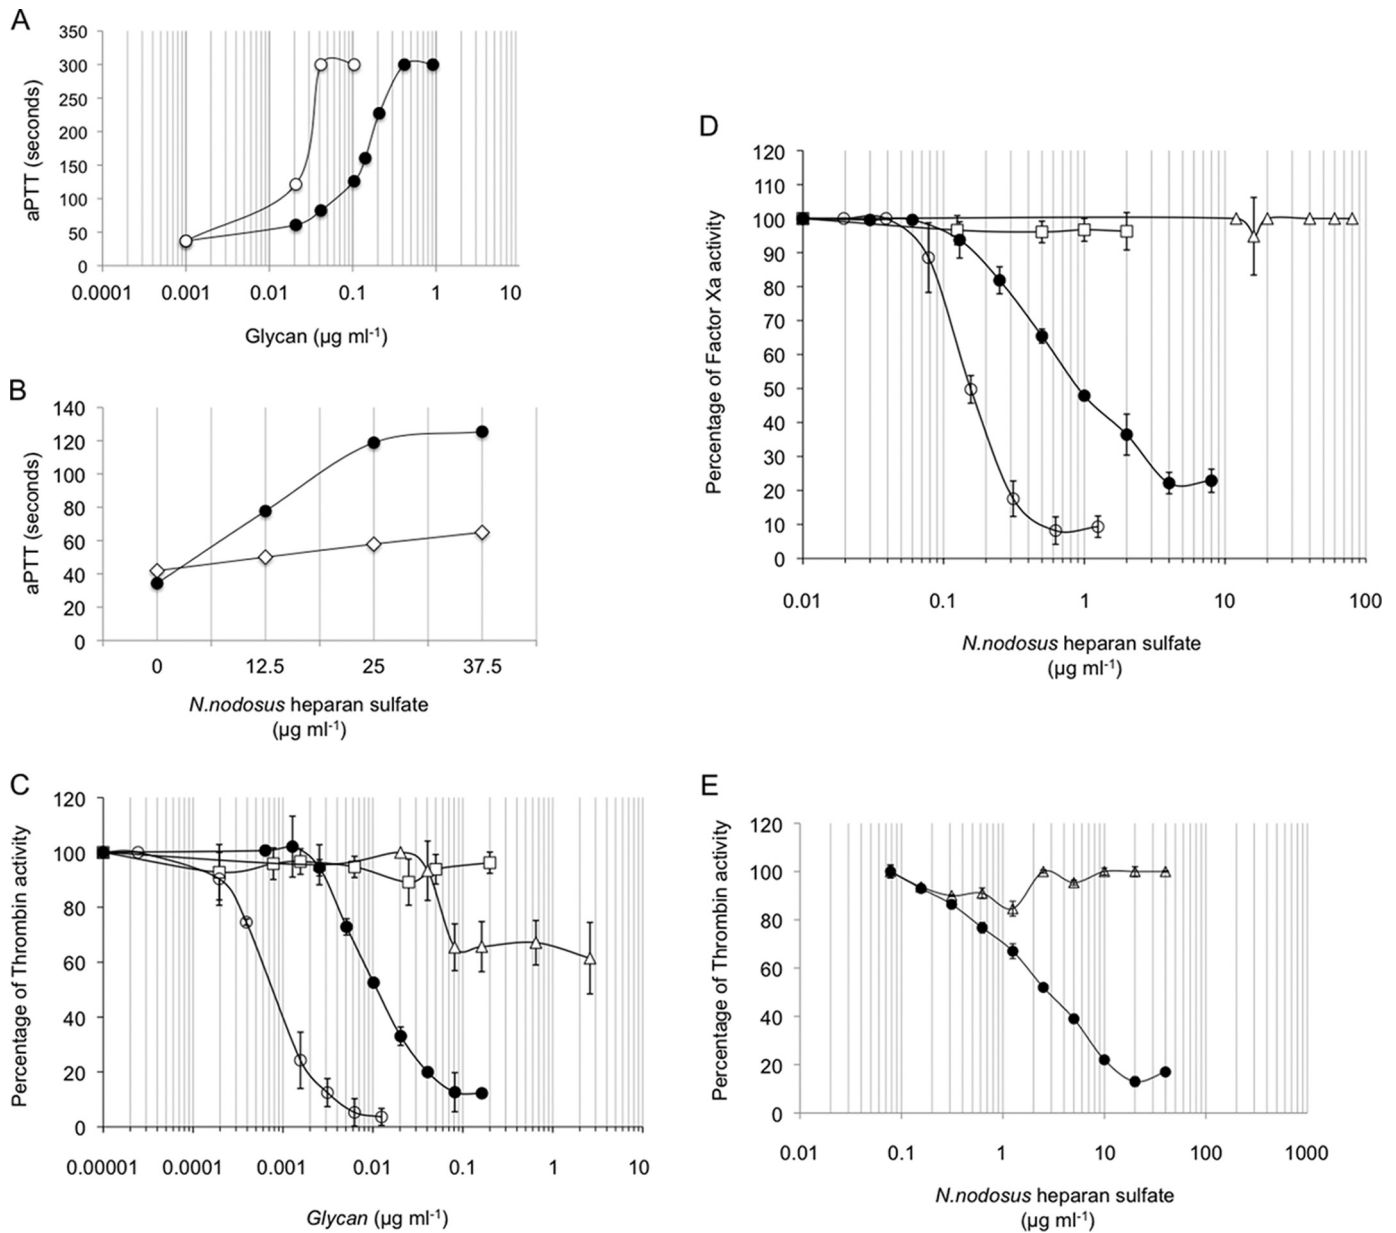 A
350
300
250
200
150
100
50
0
aPTT (seconds)
0.0001 0.001 0.01 0.1 1 10
Glycan (µg ml-1)
B
140
120
100
80
60
40
20
0
aPTT (seconds)
0 12.5 25 37.5
N.nodosus heparan sulfate
(µg ml-1)
C
120
100
80
60
40
20
0
Percentage of Thrombin activity
0.00001 0.0001 0.001 0.01 0.1 1 10
Glycan (µg ml-1)
D
120
110
100
90
80
70
60
50
40
30
20
10
0
Percentage of Factor Xa activity
0.01 0.1 1 10 100
N.nodosus heparan sulfate
(µg ml-1)
E
120
100
80
60
40
20
0
Percentage of Thrombin activity
0.01 0.1 1 10 100 1000
N.nodosus heparan sulfate
(µg ml-1)